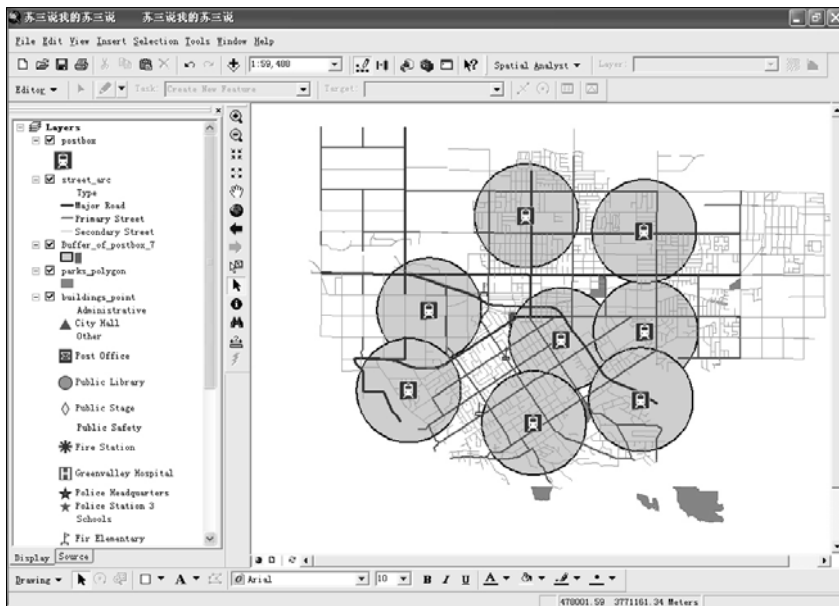 苏三说我的苏三说 苏三说我的苏三说
File Edit View Insert Selection Tools Window Help
1:59,400 Spatial Analyst Layer:
Editor Task: Create New Feature Target:
Layers
postbox
street_arc
Type
Major Road
Primary Street
Secondary Street
Buffer_of_postbox_7
parks_polygon
buildings_point
Administrative
City Hall
Other
Post Office
Public Library
Public Stage
Public Safety
Fire Station
Greenvalley Hospital
Police Headquarters
Police Station 3
Schools
Fir Elementary
Display Source
Drawing A Arial 10 B I U A
478001.59 3771161.34 Meters